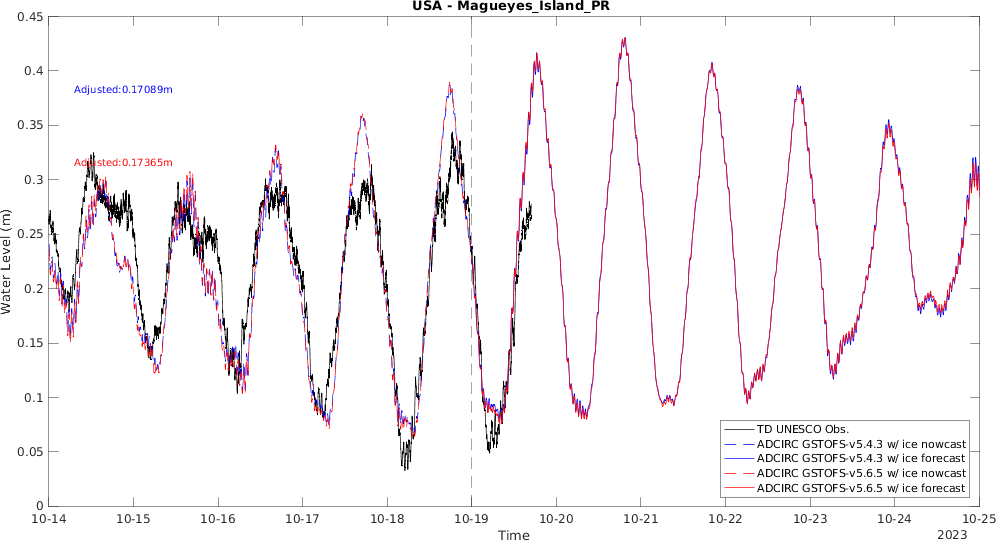 USA - Magueyes_Island_PR
Water Level (m)
0.45
0.4
0.35
0.3
0.25
0.2
0.15
0.1
0.05
0
Adjusted:0.17089m
Adjusted:0.17365m
TD UNESCO Obs.
ADCIRC GSTOFS-v5.4.3 w/ ice nowcast
ADCIRC GSTOFS-v5.4.3 w/ ice forecast
ADCIRC GSTOFS-v5.6.5 w/ ice nowcast
ADCIRC GSTOFS-v5.6.5 w/ ice forecast
10-14 10-15 10-16 10-17 10-18 10-19 10-20 10-21 10-22 10-23 10-24 10-25
Time
2023